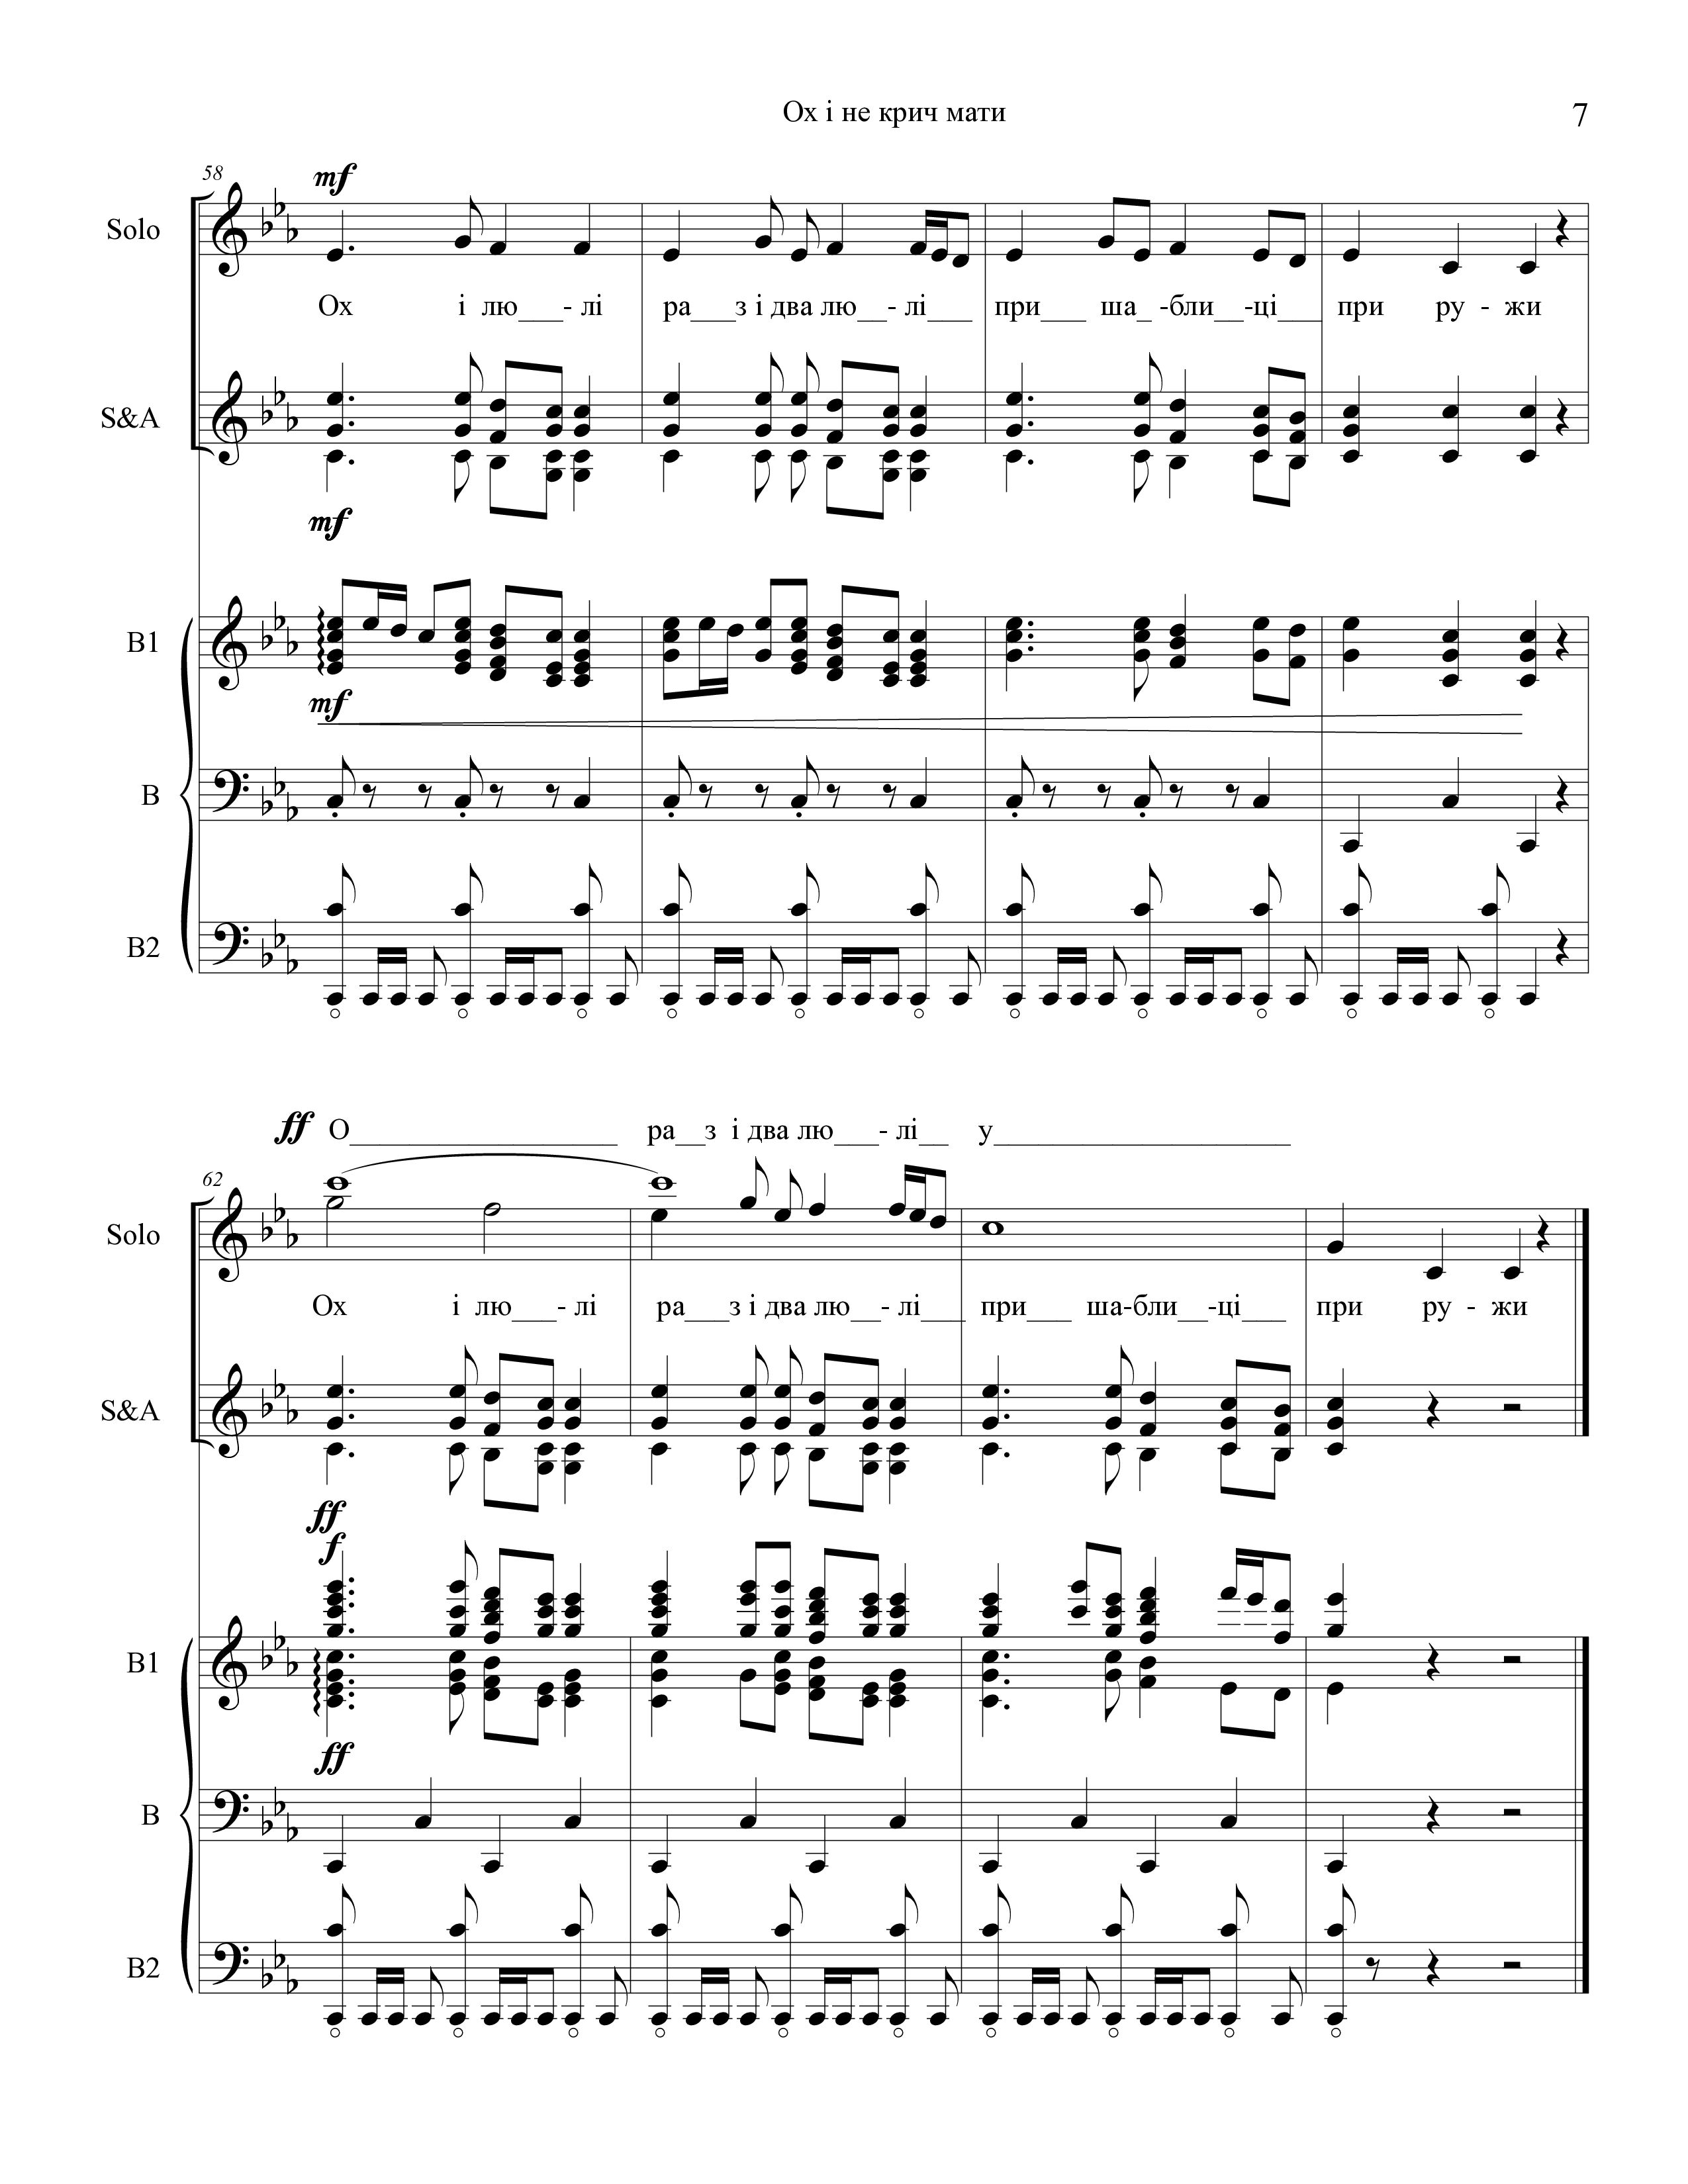 Ох і не крич мати
7
58
mf
Solo
Ох і лю___- лі ра___з і два лю__- лі___ при___ ша_ -бли__-ці___ при ру - жи
S&A
mf
B1
mf
B
B2
ff О__________________ ра__з і два лю___- лі__ у____________________
62
Solo
Ох і лю___- лі ра___з і два лю__- лі___ при___ ша-бли__-ці___ при ру - жи
S&A
ff
f
B1
ff
B
B2